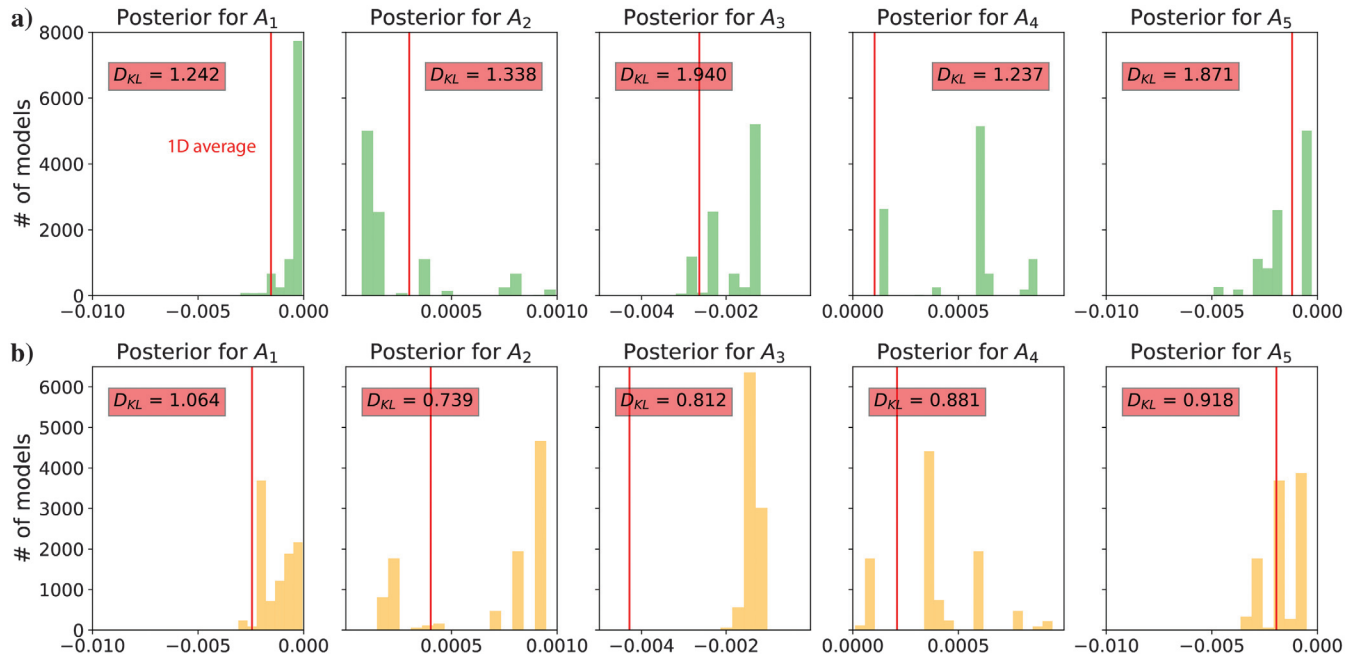 a)
Posterior for A1 Posterior for A2 Posterior for A3 Posterior for A4 Posterior for A5
8000
6000
4000
2000
0
# of models
DKL = 1.242 DKL = 1.338 DKL = 1.940 DKL = 1.237 DKL = 1.871
1D average
−0.010 −0.005 0.000 0.0005 0.0010 −0.004 −0.002 0.0000 0.0005 −0.010 −0.005 0.000
b)
Posterior for A1 Posterior for A2 Posterior for A3 Posterior for A4 Posterior for A5
6000
5000
4000
3000
2000
1000
0
# of models
DKL = 1.064 DKL = 0.739 DKL = 0.812 DKL = 0.881 DKL = 0.918
−0.010 −0.005 0.000 0.0005 0.0010 −0.004 −0.002 0.0000 0.0005 −0.010 −0.005 0.000